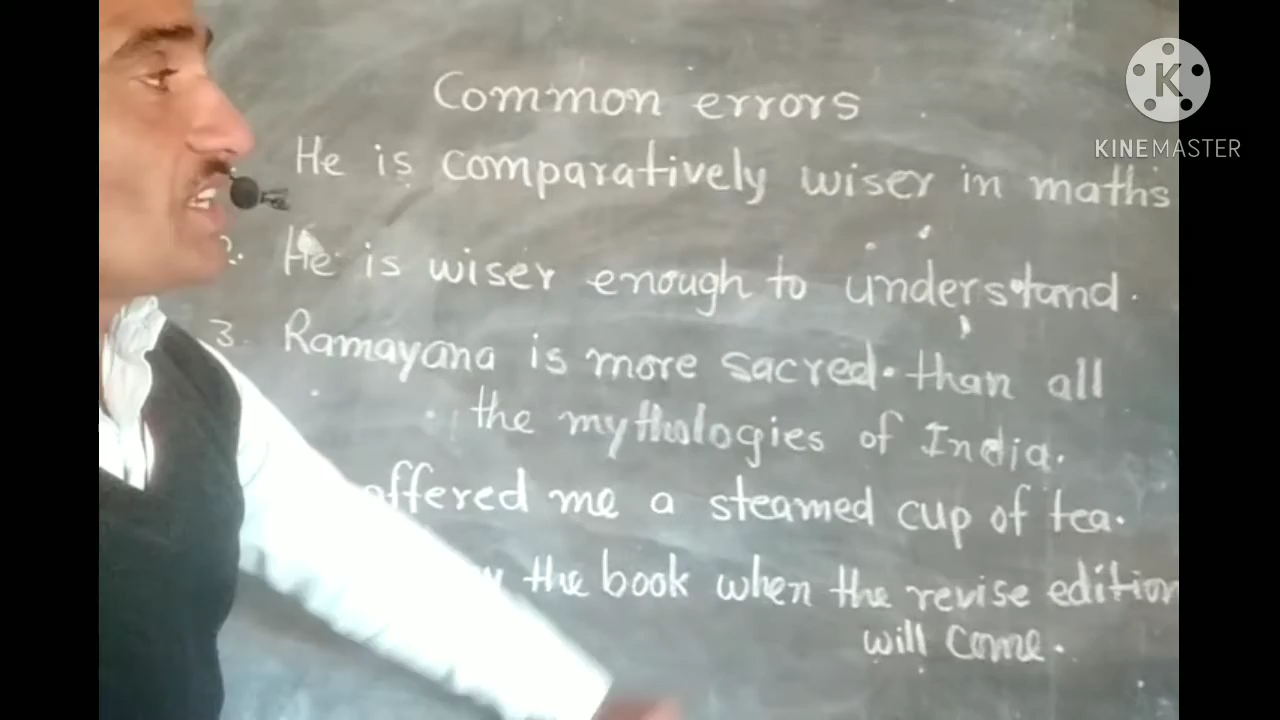 Common errors
He is comparatively wiser in maths
2. He is wiser enough to understand.
3. Ramayana is more sacred. than all
the mythologies of India.
offered me a steamed cup of tea.
the book when the revise edition
will come.
K
KINEMASTER